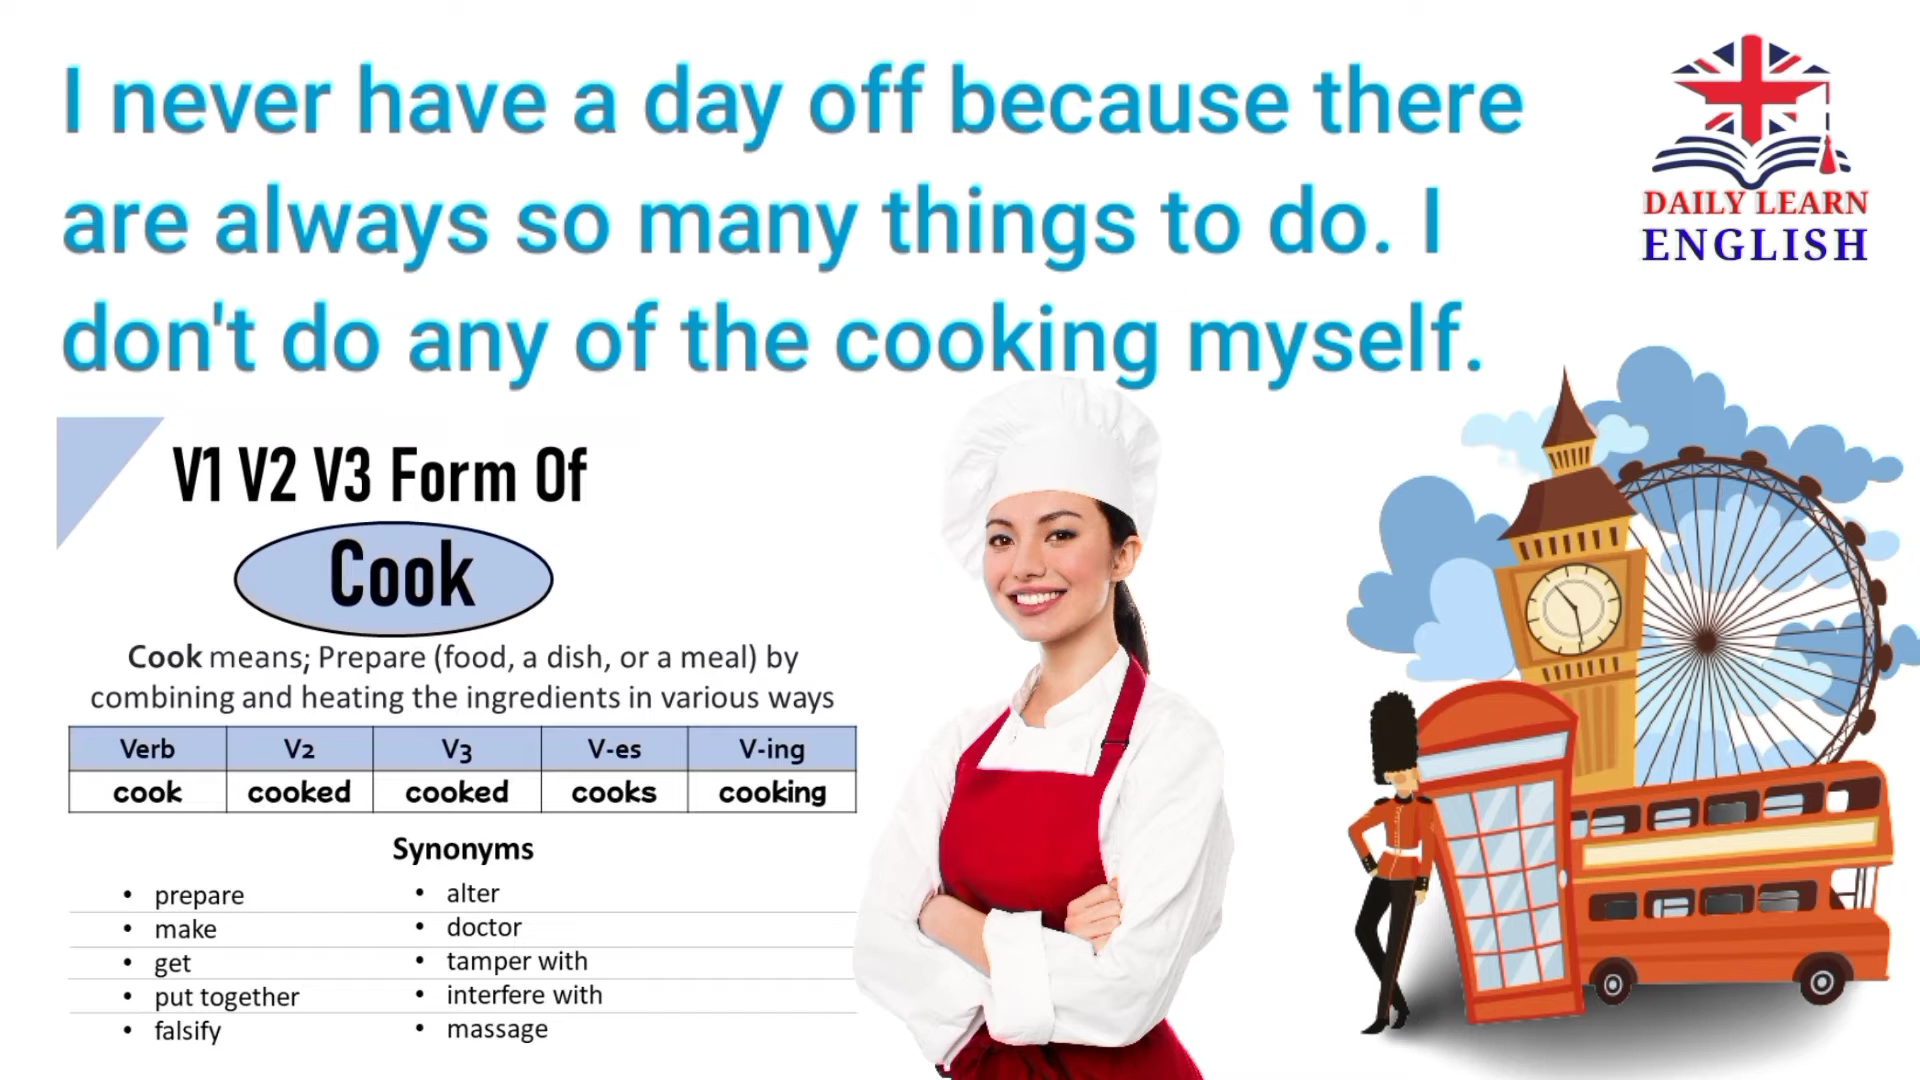 I never have a day off because there
are always so many things to do. I
don't do any of the cooking myself.
DAILY LEARN
ENGLISH
V1 V2 V3 Form Of
Cook
Cook means; Prepare (food, a dish, or a meal) by
combining and heating the ingredients in various ways
Verb V2 V3 V-es V-ing
cook cooked cooked cooks cooking
Synonyms
• prepare
• make
• get
• put together
• falsify
• alter
• doctor
• tamper with
• interfere with
• massage